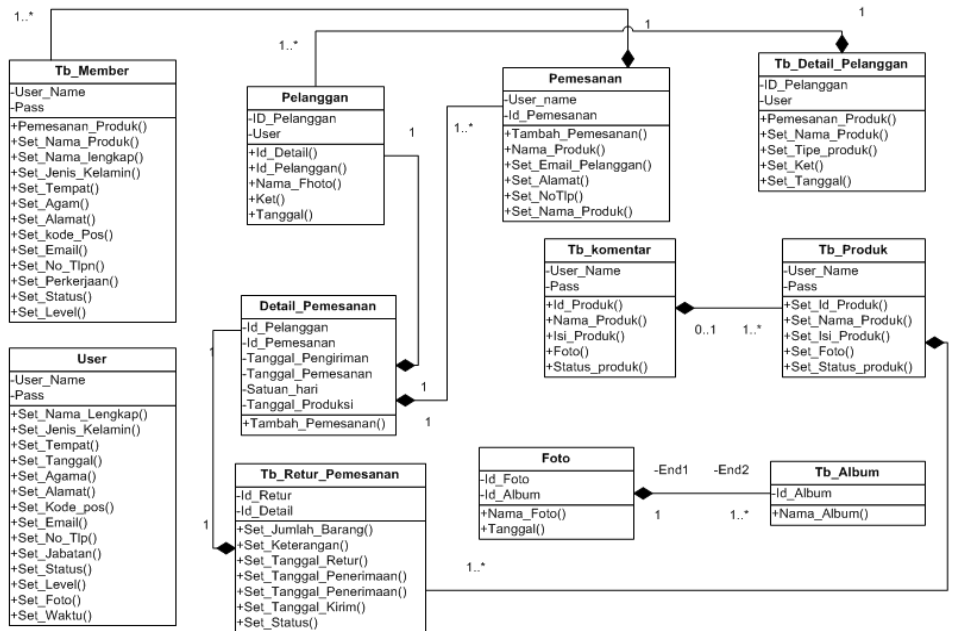 1..*
Tb_Member
-User_Name
-Pass
+Pemesanan_Produk()
+Set_Nama_Produk()
+Set_Nama_lengkap()
+Set_Jenis_Kelamin()
+Set_Tempat()
+Set_Agam()
+Set_Alamat()
+Set_kode_Pos()
+Set_Email()
+Set_No_Tlpn()
+Set_Perkerjaan()
+Set_Status()
+Set_Level()
1..*
Pelanggan
-ID_Pelanggan
-User
+Id_Detail()
+Id_Pelanggan()
+Nama_Fhoto()
+Ket()
+Tanggal()
1
1
Pemesanan
-User_name
-Id_Pemesanan
+Tambah_Pemesanan()
+Nama_Produk()
+Set_Email_Pelanggan()
+Set_Alamat()
+Set_NoTlp()
+Set_Nama_Produk()
1..*
1
Tb_Detail_Pelanggan
-ID_Pelanggan
-User
+Pemesanan_Produk()
+Set_Nama_Produk()
+Set_Tipe_produk()
+Set_Ket()
+Set_Tanggal()
Tb_komentar
-User_Name
-Pass
+Id_Produk()
+Nama_Produk()
+Isi_Produk()
+Foto()
+Status_produk()
0..1
1..*
Tb_Produk
-User_Name
-Pass
+Set_Id_Produk()
+Set_Nama_Produk()
+Set_Isi_Produk()
+Set_Foto()
+Set_Status_produk()
Detail_Pemesanan
-Id_Pelanggan
-Id_Pemesanan
-Tanggal_Pengiriman
-Tanggal_Pemesanan
-Satuan_hari
-Tanggal_Produksi
+Tambah_Pemesanan()
1
1
1
User
-User_Name
-Pass
+Set_Nama_Lengkap()
+Set_Jenis_Kelamin()
+Set_Tempat()
+Set_Tanggal()
+Set_Agama()
+Set_Alamat()
+Set_Kode_pos()
+Set_Email()
+Set_No_Tlp()
+Set_Jabatan()
+Set_Status()
+Set_Level()
+Set_Foto()
+Set_Waktu()
Tb_Retur_Pemesanan
-Id_Retur
-Id_Detail
+Set_Jumlah_Barang()
+Set_Keterangan()
+Set_Tanggal_Retur()
+Set_Tanggal_Penerimaan()
+Set_Tanggal_Penerimaan()
+Set_Tanggal_Kirim()
+Set_Status()
1
1..*
Foto
-Id_Foto
-Id_Album
+Nama_Foto()
+Tanggal()
-End1
-End2
1
1..*
Tb_Album
-Id_Album
+Nama_Album()